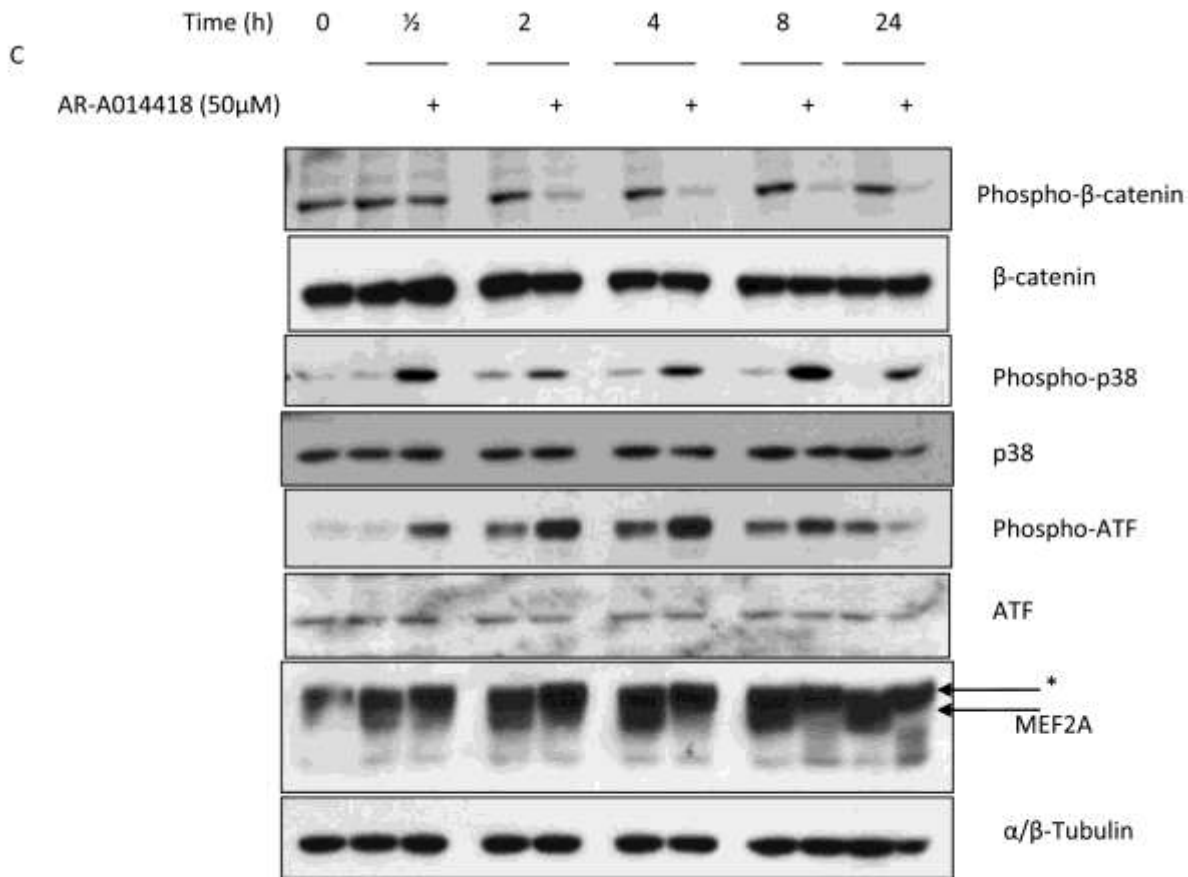 Time (h) 0 ½ 2 4 8 24
C
AR-A014418 (50µM) + + + + +
Phospho-β-catenin
β-catenin
Phospho-p38
p38
Phospho-ATF
ATF
*
MEF2A
α/β-Tubulin